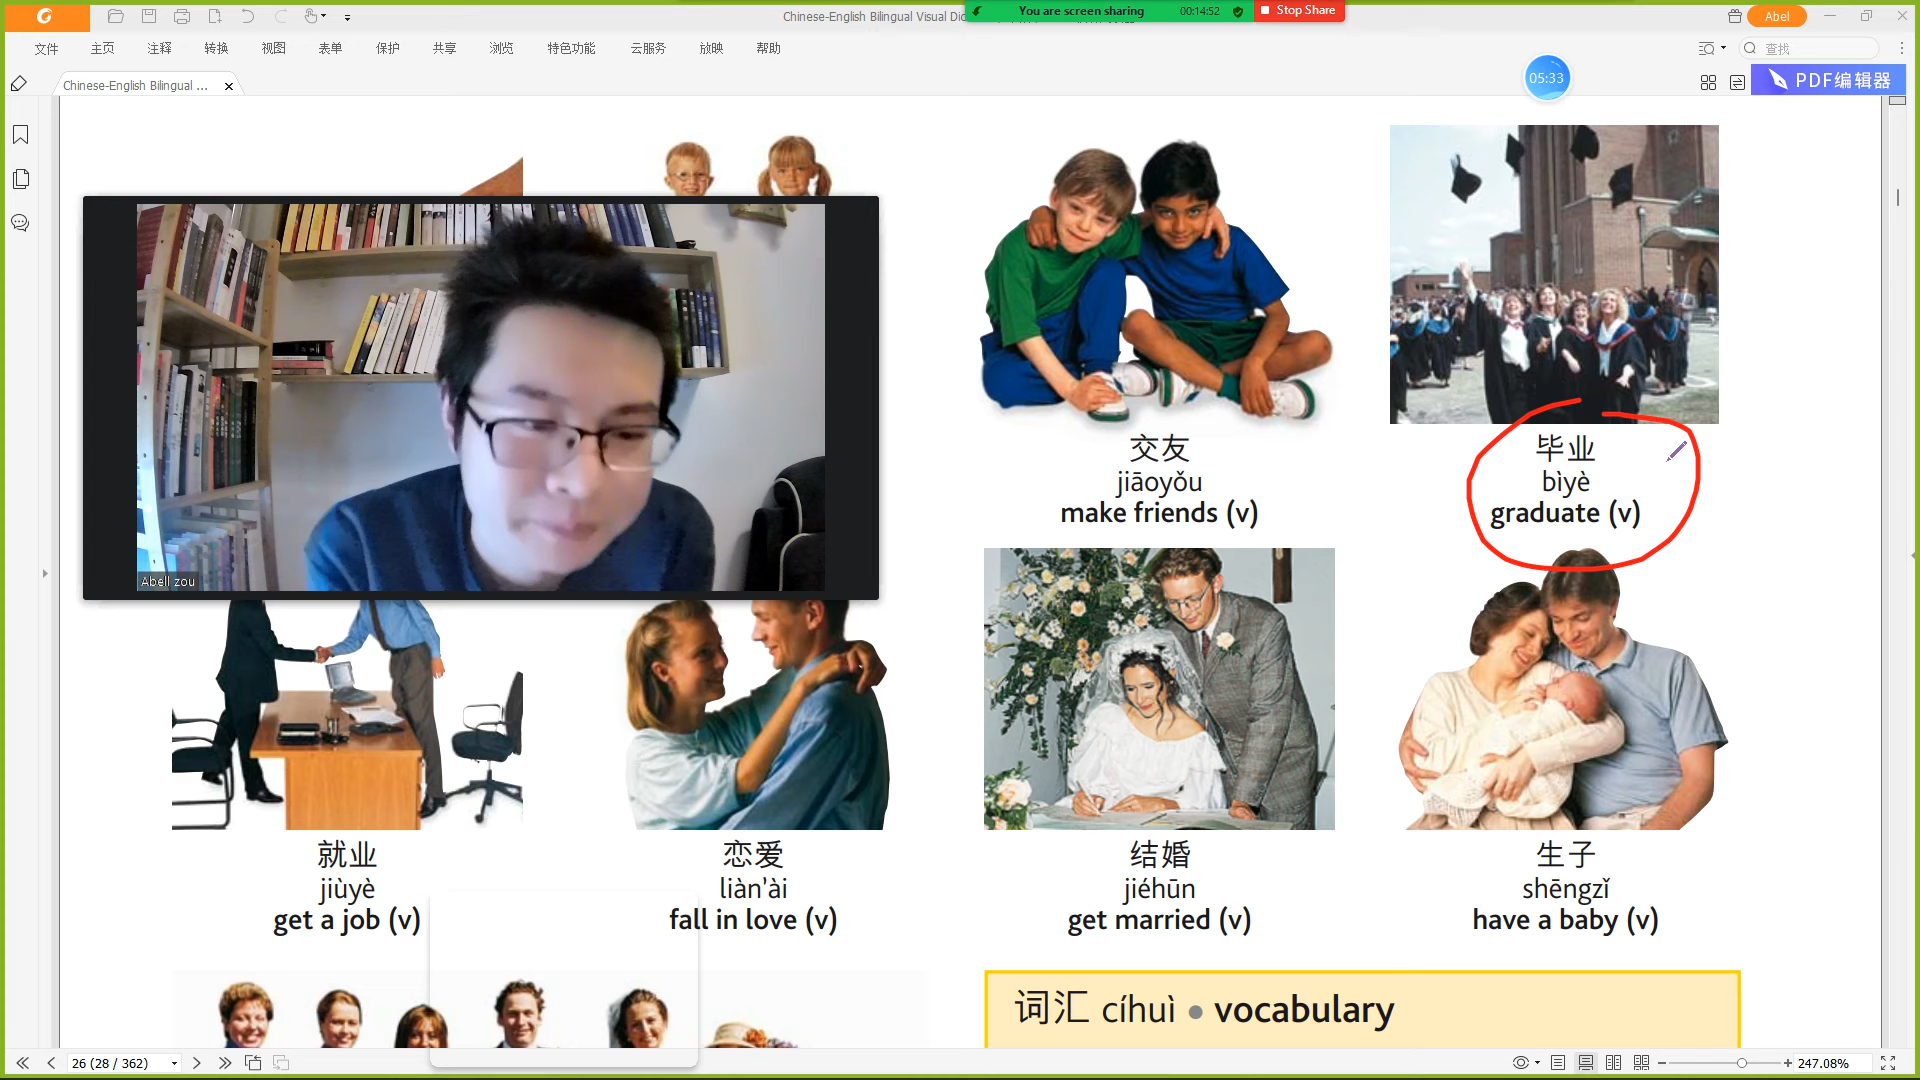 Chinese-English Bilingual Visual Dic
You are screen sharing
00:14:52
Stop Share
Abel
文件 主页 注释 转换 视图 表单 保护 共享 浏览 特色功能 云服务 放映 帮助
查找
Chinese-English Bilingual ...
05:33
PDF编辑器
Abell zou
交友
jiāoyǒu
make friends (v)
毕业
bìyè
graduate (v)
就业
jiùyè
get a job (v)
恋爱
liàn'ài
fall in love (v)
结婚
jiéhūn
get married (v)
生子
shēngzǐ
have a baby (v)
词汇 cíhuì ● vocabulary
26 (28 / 362)
247.08%